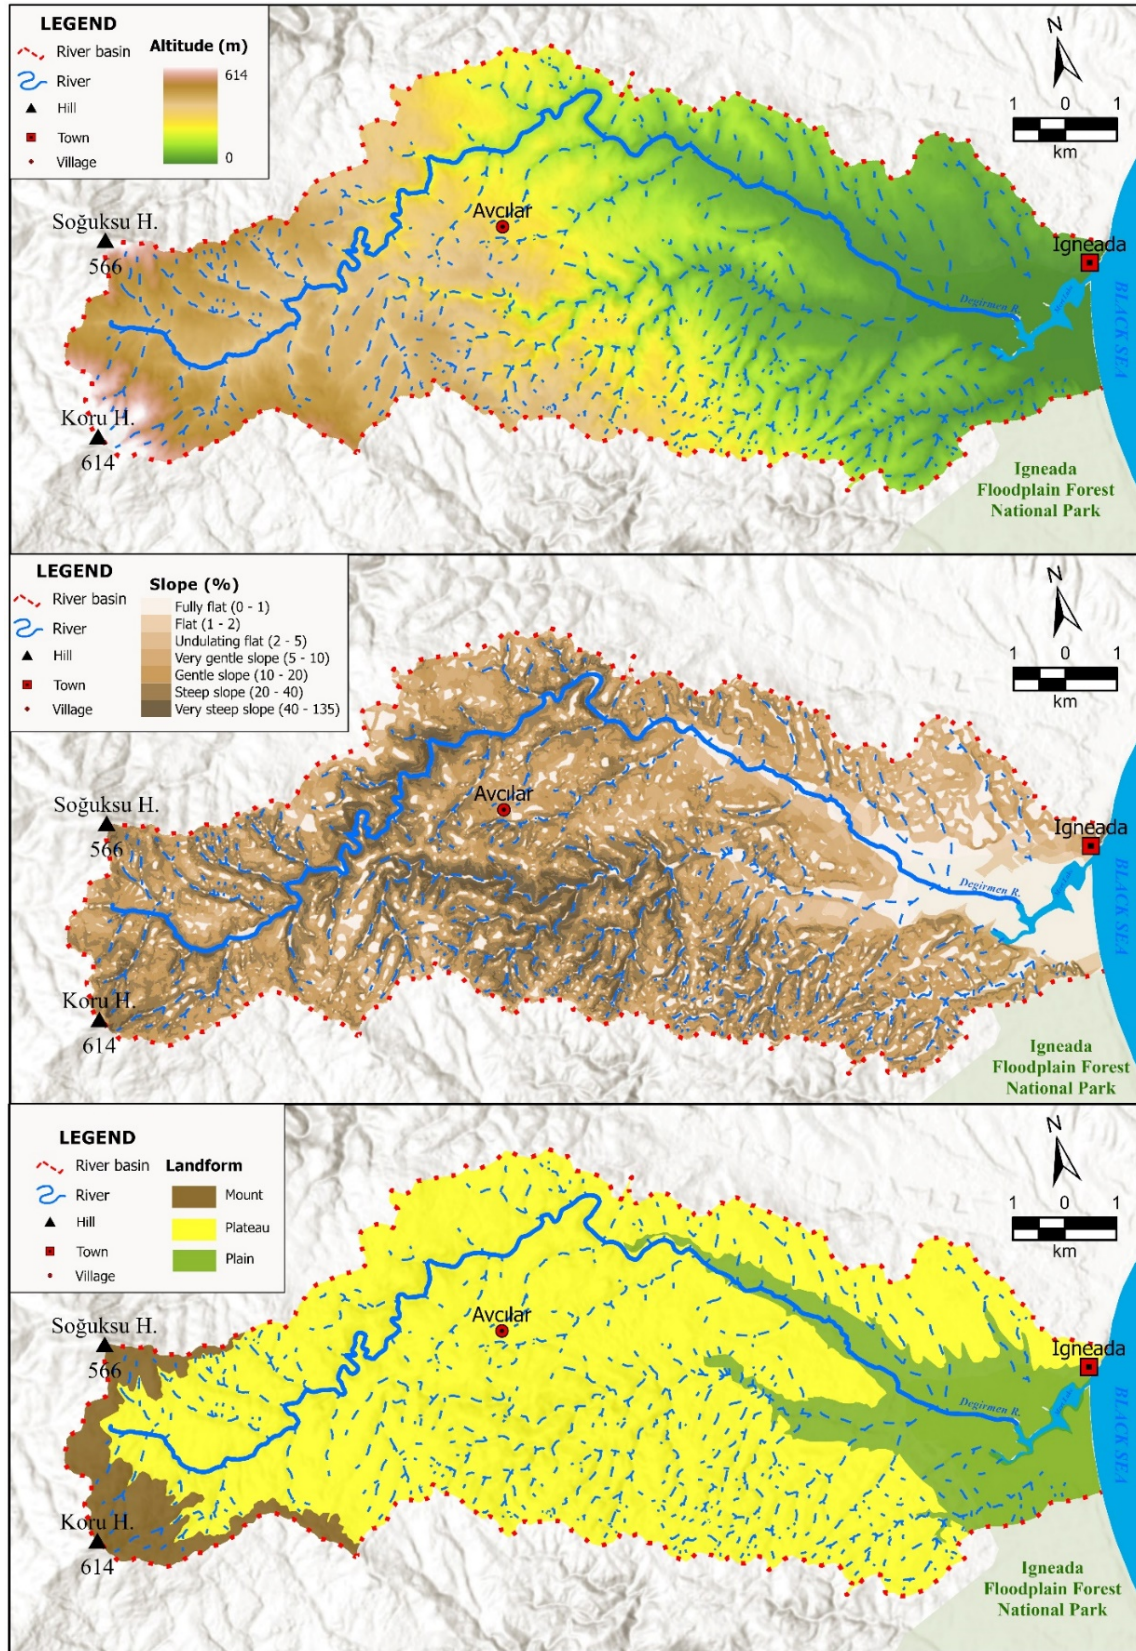 LEGEND
River basin
River
Hill
Town
Village
Altitude (m)
614
0
N
1 0 1
km
Soğuksu H.
566
Avcılar
Igneada
Degirmen R.
BLACK SEA
Koru H.
614
Igneada
Floodplain Forest
National Park
LEGEND
River basin
River
Hill
Town
Village
Slope (%)
Fully flat (0 - 1)
Flat (1 - 2)
Undulating flat (2 - 5)
Very gentle slope (5 - 10)
Gentle slope (10 - 20)
Steep slope (20 - 40)
Very steep slope (40 - 135)
N
1 0 1
km
Soğuksu H.
566
Avcılar
Igneada
Degirmen R.
BLACK SEA
Koru H.
614
Igneada
Floodplain Forest
National Park
LEGEND
River basin
River
Hill
Town
Village
Landform
Mount
Plateau
Plain
N
1 0 1
km
Soğuksu H.
566
Avcılar
Igneada
Degirmen R.
BLACK SEA
Koru H.
614
Igneada
Floodplain Forest
National Park